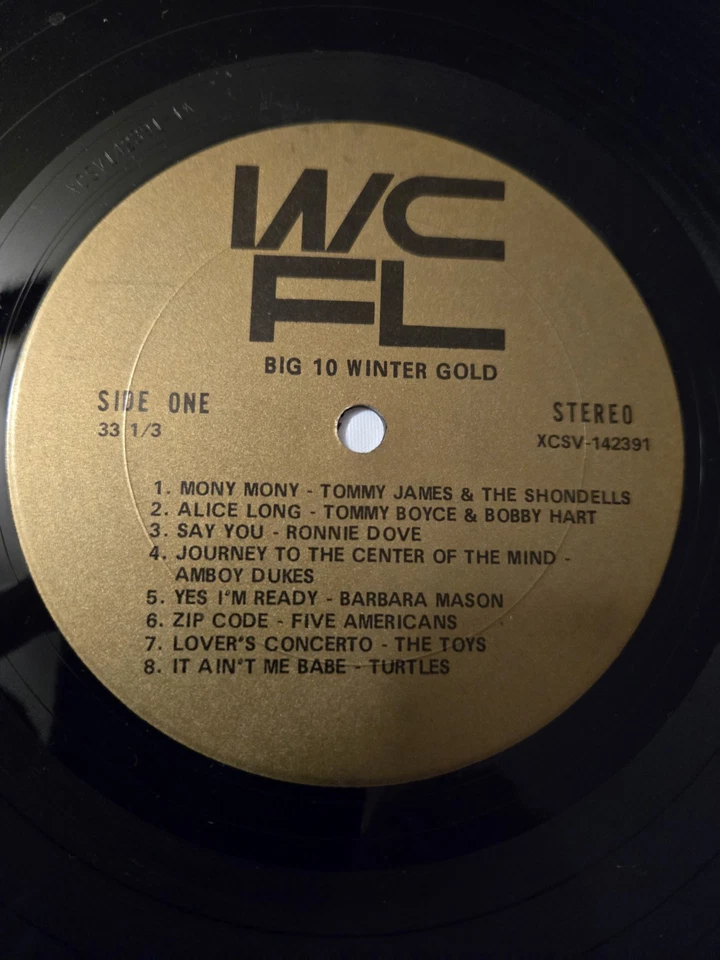 WC
FL
BIG 10 WINTER GOLD
SIDE ONE
33 1/3
STEREO
XCSV-142391
1. MONY MONY - TOMMY JAMES & THE SHONDELLS
2. ALICE LONG - TOMMY BOYCE & BOBBY HART
3. SAY YOU - RONNIE DOVE
4. JOURNEY TO THE CENTER OF THE MIND -
AMBOY DUKES
5. YES I'M READY - BARBARA MASON
6. ZIP CODE - FIVE AMERICANS
7. LOVER'S CONCERTO - THE TOYS
8. IT AIN'T ME BABE - TURTLES